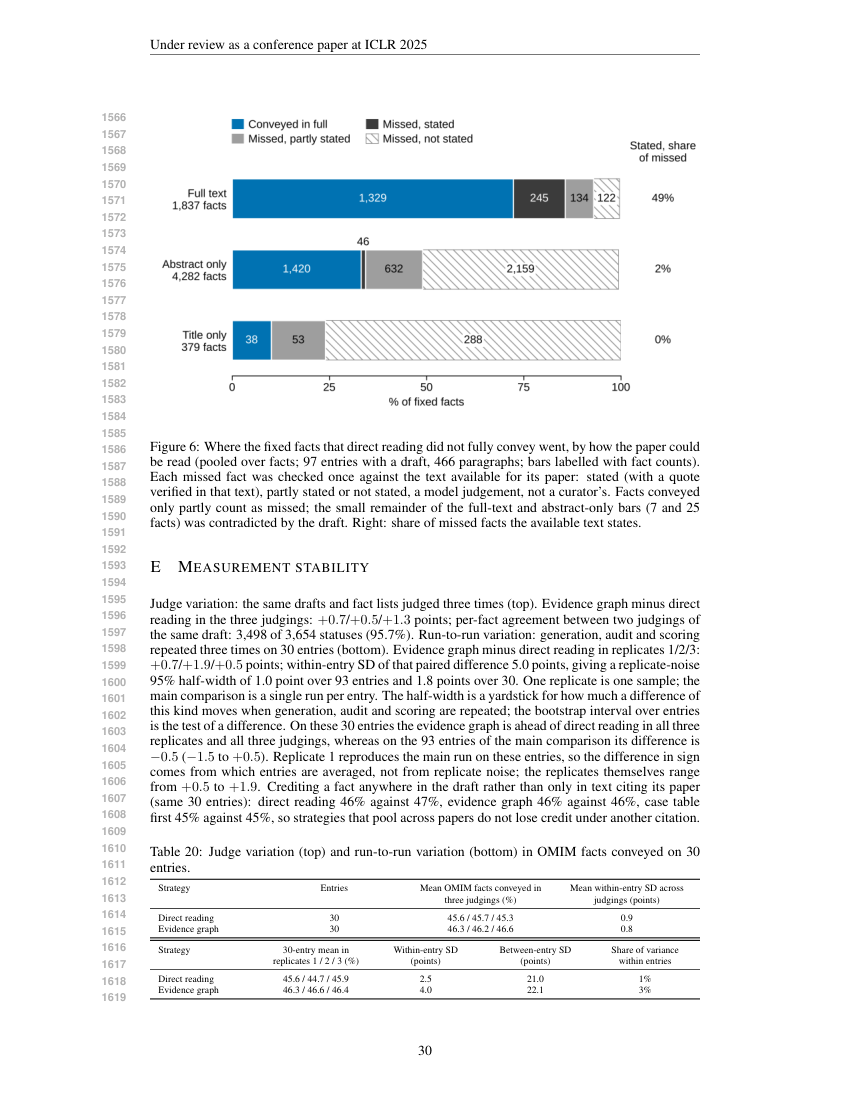 Under review as a conference paper at ICLR 2025
1566
1567
1568
1569
1570
1571
1572
1573
1574
1575
1576
1577
1578
1579
1580
1581
1582
1583
1584
1585
1586
1587
1588
1589
1590
1591
1592
1593
1594
1595
1596
1597
1598
1599
1600
1601
1602
1603
1604
1605
1606
1607
1608
1609
1610
1611
1612
1613
1614
1615
1616
1617
1618
1619
Conveyed in full
Missed, stated
Missed, partly stated
Missed, not stated
Stated, share
of missed
Full text
1,837 facts
1,329
245
134
122
49%
46
Abstract only
4,282 facts
1,420
632
2,159
2%
Title only
379 facts
38
53
288
0%
0
25
50
75
100
% of fixed facts
Figure 6: Where the fixed facts that direct reading did not fully convey went, by how the paper could
be read (pooled over facts; 97 entries with a draft, 466 paragraphs; bars labelled with fact counts).
Each missed fact was checked once against the text available for its paper: stated (with a quote
verified in that text), partly stated or not stated, a model judgement, not a curator's. Facts conveyed
only partly count as missed; the small remainder of the full-text and abstract-only bars (7 and 25
facts) was contradicted by the draft. Right: share of missed facts the available text states.
E MEASUREMENT STABILITY
Judge variation: the same drafts and fact lists judged three times (top). Evidence graph minus direct
reading in the three judgings: +0.7/+0.5/+1.3 points; per-fact agreement between two judgings of
the same draft: 3,498 of 3,654 statuses (95.7%). Run-to-run variation: generation, audit and scoring
repeated three times on 30 entries (bottom). Evidence graph minus direct reading in replicates 1/2/3:
+0.7/+1.9/+0.5 points; within-entry SD of that paired difference 5.0 points, giving a replicate-noise
95% half-width of 1.0 point over 93 entries and 1.8 points over 30. One replicate is one sample; the
main comparison is a single run per entry. The half-width is a yardstick for how much a difference of
this kind moves when generation, audit and scoring are repeated; the bootstrap interval over entries
is the test of a difference. On these 30 entries the evidence graph is ahead of direct reading in all three
replicates and all three judgings, whereas on the 93 entries of the main comparison its difference is
−0.5 (−1.5 to +0.5). Replicate 1 reproduces the main run on these entries, so the difference in sign
comes from which entries are averaged, not from replicate noise; the replicates themselves range
from +0.5 to +1.9. Crediting a fact anywhere in the draft rather than only in text citing its paper
(same 30 entries): direct reading 46% against 47%, evidence graph 46% against 46%, case table
first 45% against 45%, so strategies that pool across papers do not lose credit under another citation.
Table 20: Judge variation (top) and run-to-run variation (bottom) in OMIM facts conveyed on 30
entries.
Strategy Entries Mean OMIM facts conveyed in Mean within-entry SD across
three judgings (%) judgings (points)
Direct reading 30 45.6 / 45.7 / 45.3 0.9
Evidence graph 30 46.3 / 46.2 / 46.6 0.8
Strategy 30-entry mean in Within-entry SD Between-entry SD Share of variance
replicates 1 / 2 / 3 (%) (points) (points) within entries
Direct reading 45.6 / 44.7 / 45.9 2.5 21.0 1%
Evidence graph 46.3 / 46.6 / 46.4 4.0 22.1 3%
30